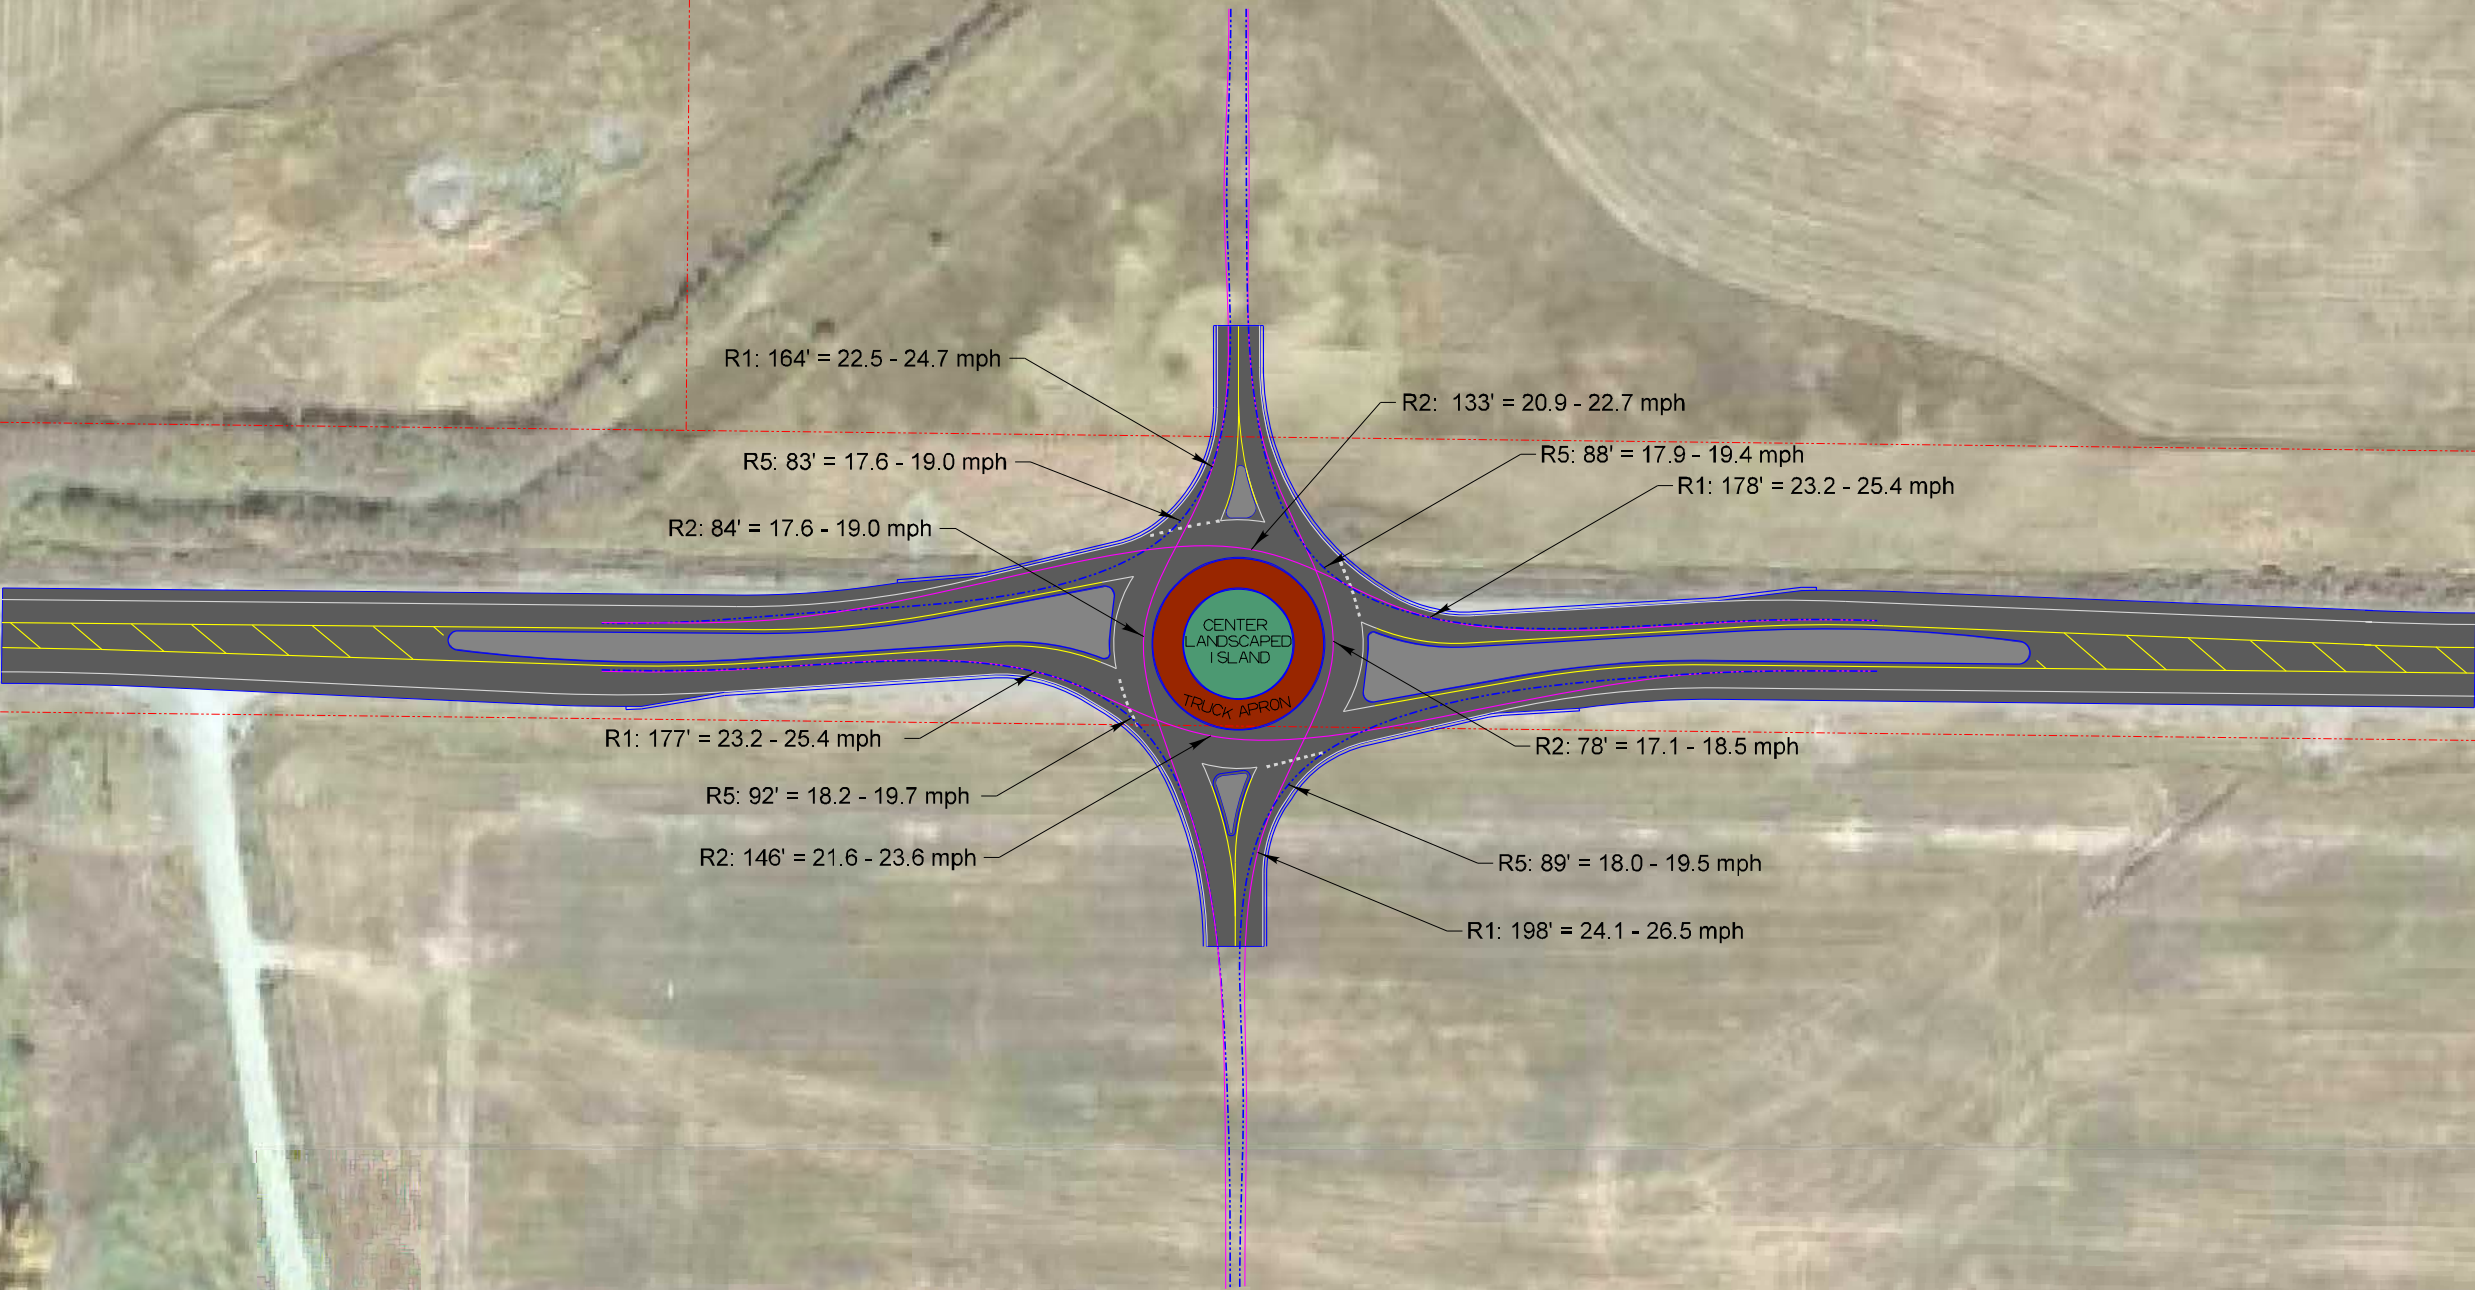 R1: 164' = 22.5 - 24.7 mph
R2: 133' = 20.9 - 22.7 mph
R5: 83' = 17.6 - 19.0 mph
R5: 88' = 17.9 - 19.4 mph
R1: 178' = 23.2 - 25.4 mph
R2: 84' = 17.6 - 19.0 mph
CENTER
LANDSCAPED
ISLAND
TRUCK APRON
R1: 177' = 23.2 - 25.4 mph
R2: 78' = 17.1 - 18.5 mph
R5: 92' = 18.2 - 19.7 mph
R2: 146' = 21.6 - 23.6 mph
R5: 89' = 18.0 - 19.5 mph
R1: 198' = 24.1 - 26.5 mph